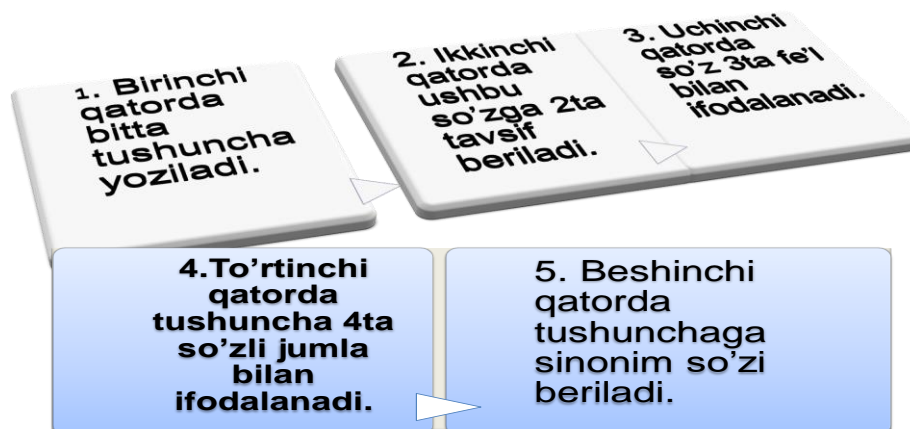 1. Birinchi
qatorda
bitta
tushuncha
yoziladi.
2. Ikkinchi
qatorda
ushbu
so’zga 2ta
tavsif
beriladi.
3. Uchinchi
qatorda
so’z 3ta fe’l
bilan
ifodalanadi.
4.To’rtinchi
qatorda
tushuncha 4ta
so’zli jumla
bilan
ifodalanadi.
5. Beshinchi
qatorda
tushunchaga
sinonim so’zi
beriladi.